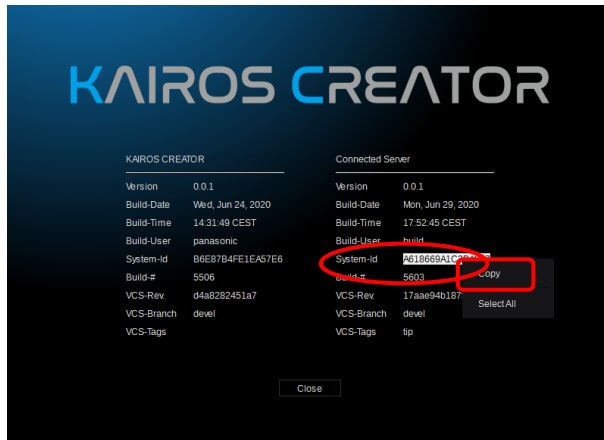 KAIROS CREATOR
KAIROS CREATOR
Version 0.0.1
Build-Date Wed, Jun 24, 2020
Build-Time 14:31:49 CEST
Build-User panasonic
System-Id B6E87B4FE1EA57E6
Build-# 5506
VCS-Rev. d4a8282451a7
VCS-Branch devel
VCS-Tags
Connected Server
Version 0.0.1
Build-Date Mon, Jun 29, 2020
Build-Time 17:52:45 CEST
Build-User build
System-Id
Build-# 5603
VCS-Rev.
VCS-Branch devel
VCS-Tags tip
Copy
Select All
Close